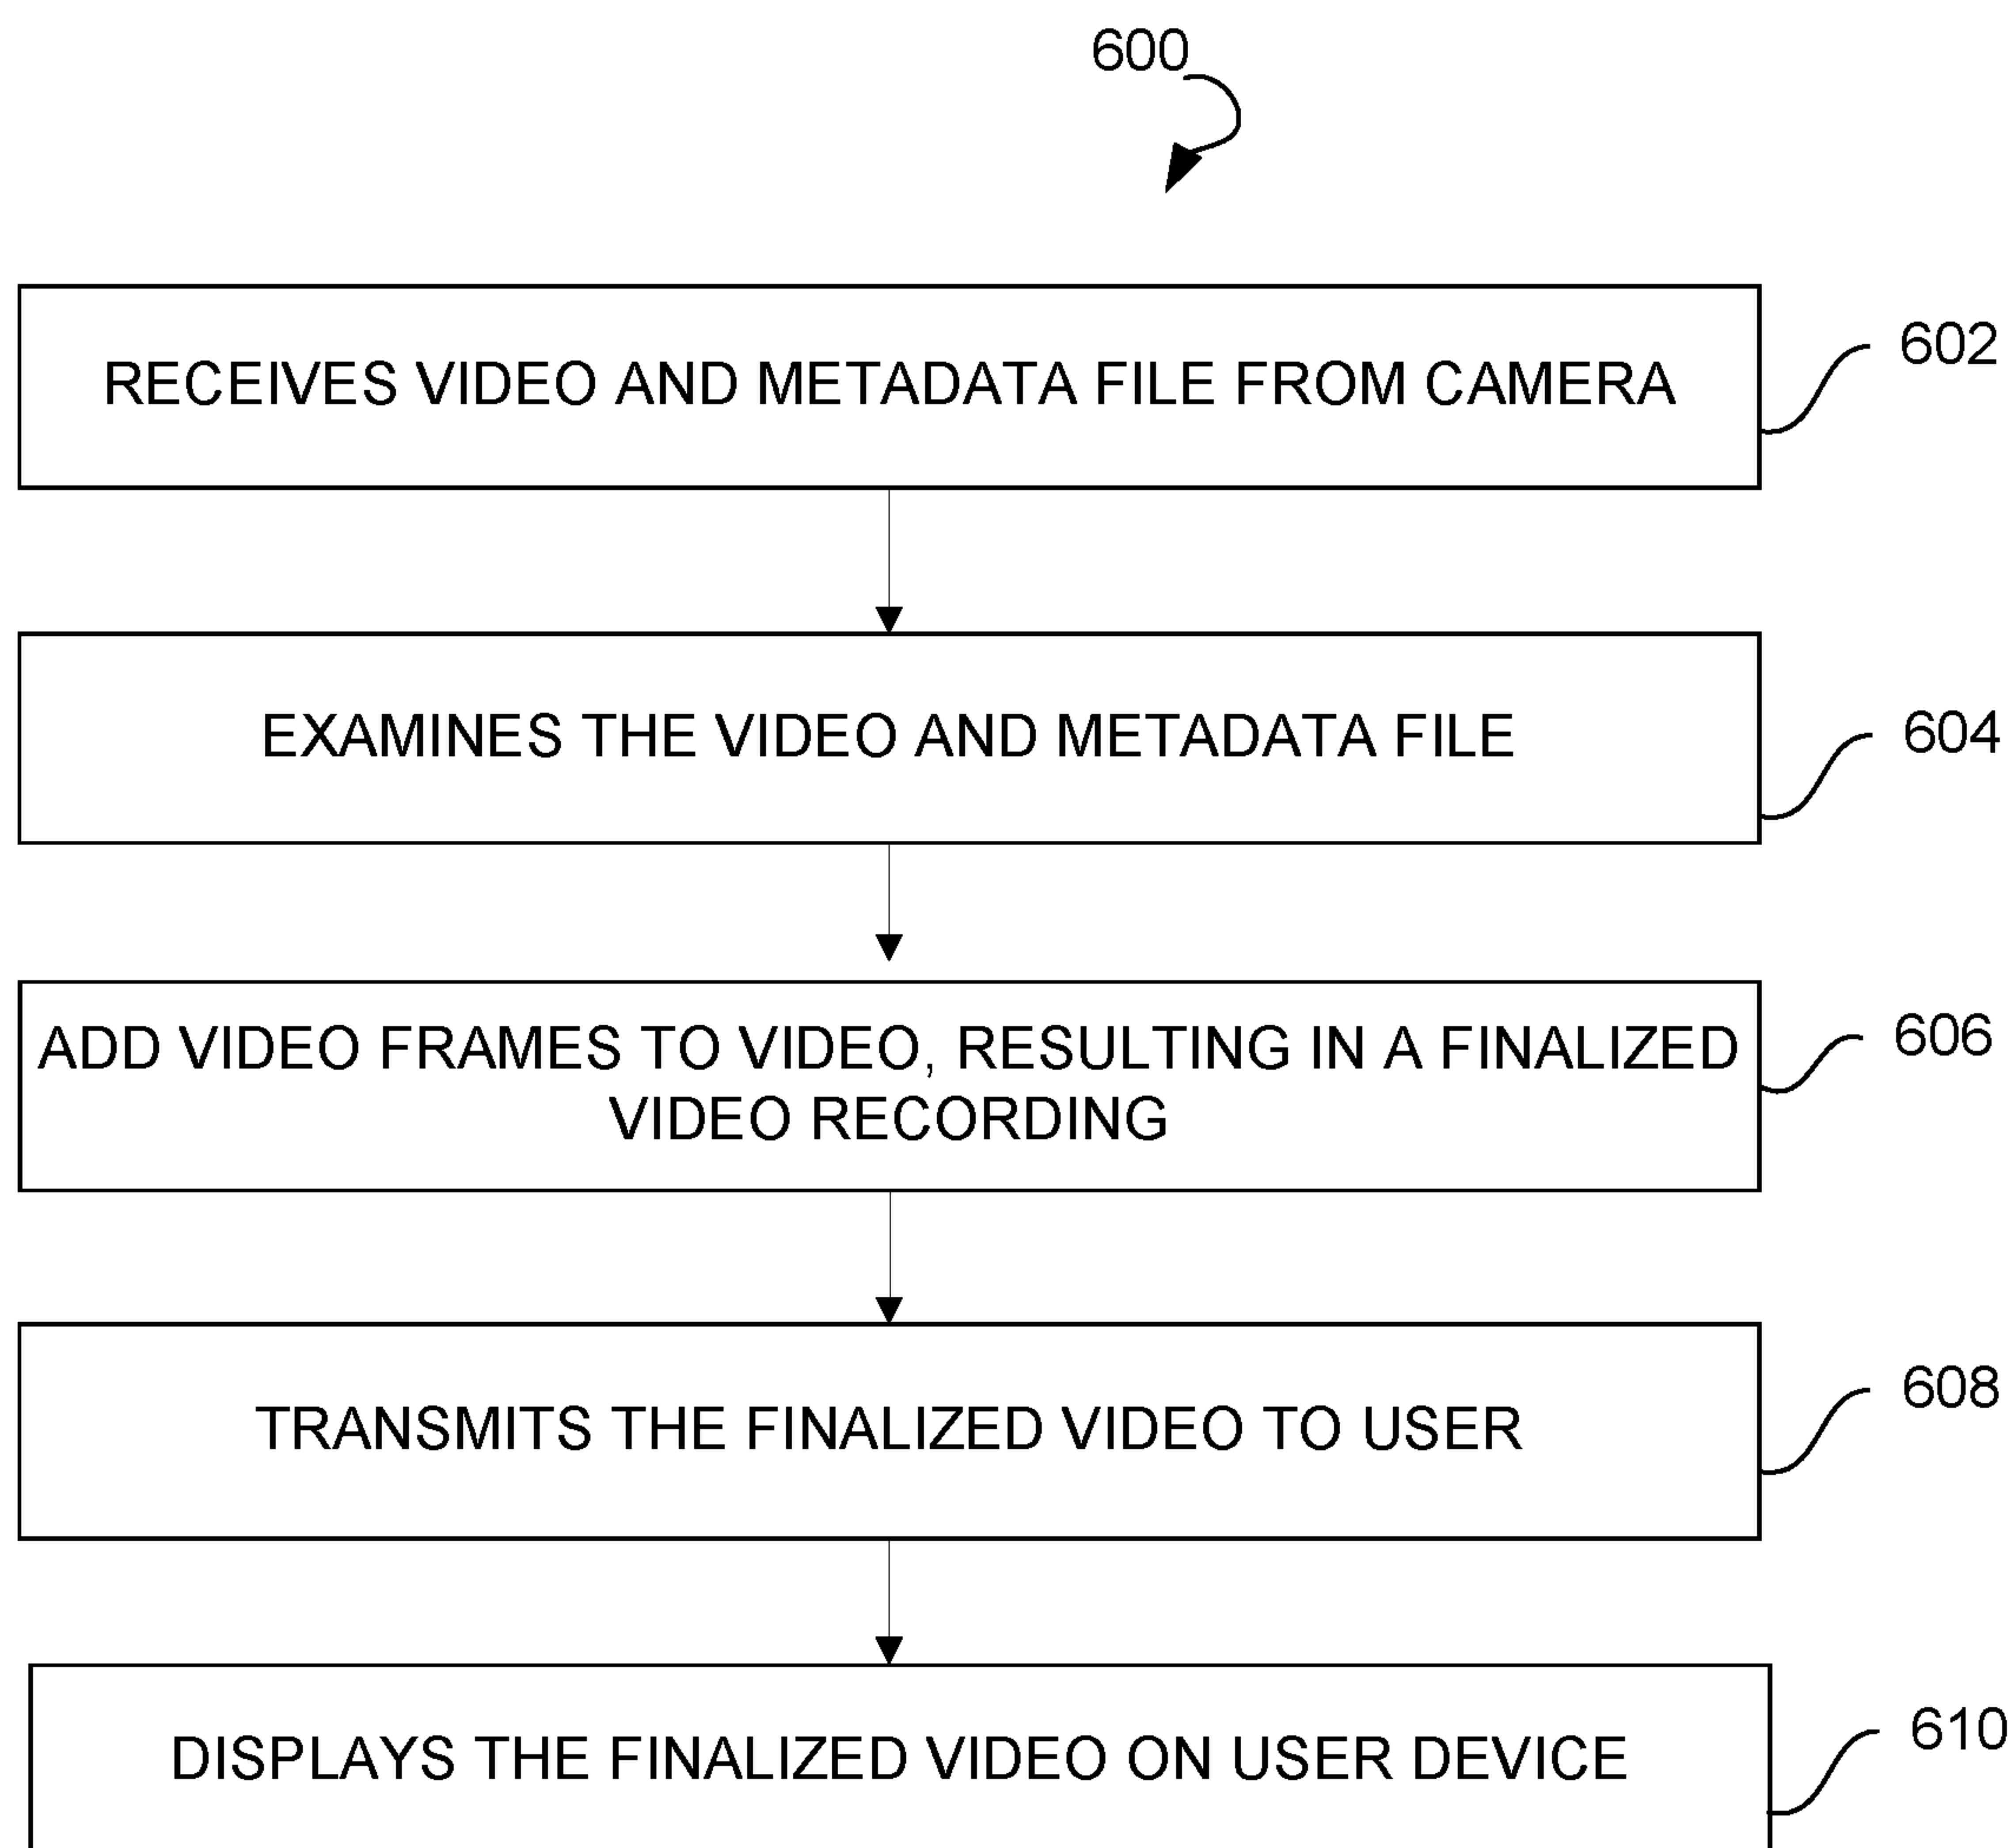 600
RECEIVES VIDEO AND METADATA FILE FROM CAMERA
602
EXAMINES THE VIDEO AND METADATA FILE
604
ADD VIDEO FRAMES TO VIDEO, RESULTING IN A FINALIZED
VIDEO RECORDING
606
TRANSMITS THE FINALIZED VIDEO TO USER
608
DISPLAYS THE FINALIZED VIDEO ON USER DEVICE
610